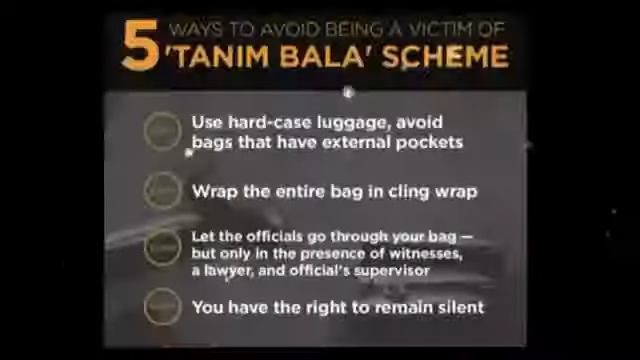 5 WAYS TO AVOID BEING A VICTIM OF
'TANIM BALA' SCHEME
Use hard-case luggage, avoid
bags that have external pockets
Wrap the entire bag in cling wrap
Let the officials go through your bag —
but only in the presence of witnesses,
a lawyer, and official's supervisor
You have the right to remain silent